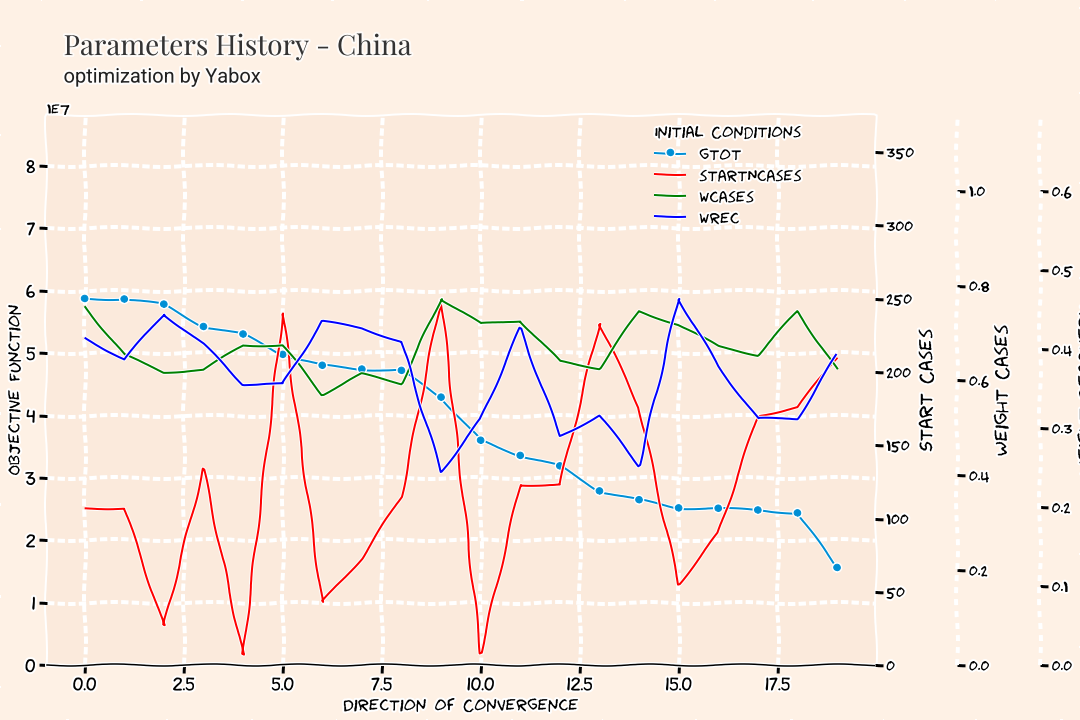 Parameters History - China
optimization by Yabox
1E7
INITIAL CONDITIONS
GTOT
STARTNCASES
WCASES
WREC
OBJECTIVE FUNCTION
8
7
6
5
4
3
2
1
0
0.0 2.5 5.0 7.5 10.0 12.5 15.0 17.5
DIRECTION OF CONVERGENCE
350
300
250
200
150
100
50
0
START CASES
1.0
0.8
0.6
0.4
0.2
0.0
WEIGHT CASES
0.6
0.5
0.4
0.3
0.2
0.1
0.0